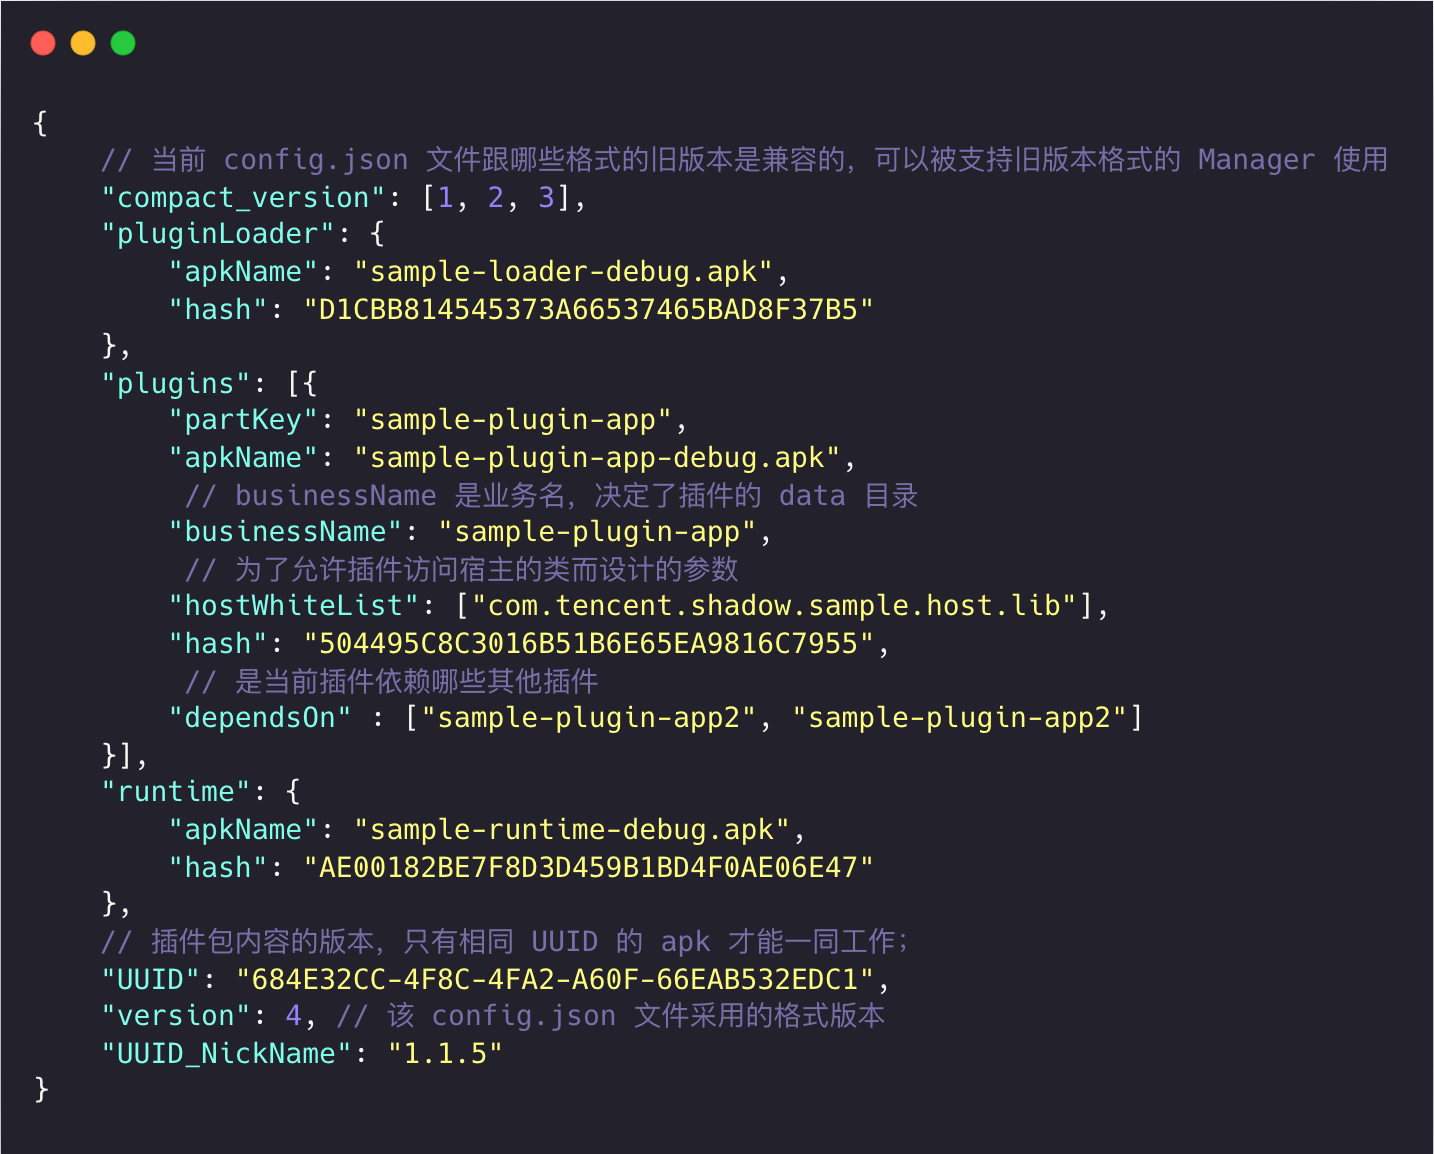 {
    // 当前 config.json 文件跟哪些格式的旧版本是兼容的，可以被支持旧版本格式的 Manager 使用
    "compact_version": [1, 2, 3],
    "pluginLoader": {
        "apkName": "sample-loader-debug.apk",
        "hash": "D1CBB814545373A66537465BAD8F37B5"
    },
    "plugins": [{
        "partKey": "sample-plugin-app",
        "apkName": "sample-plugin-app-debug.apk",
         // businessName 是业务名，决定了插件的 data 目录
        "businessName": "sample-plugin-app",
         // 为了允许插件访问宿主的类而设计的参数
        "hostWhiteList": ["com.tencent.shadow.sample.host.lib"],
        "hash": "504495C8C3016B51B6E65EA9816C7955",
         // 是当前插件依赖哪些其他插件
        "dependsOn" : ["sample-plugin-app2", "sample-plugin-app2"]
    }],
    "runtime": {
        "apkName": "sample-runtime-debug.apk",
        "hash": "AE00182BE7F8D3D459B1BD4F0AE06E47"
    },
    // 插件包内容的版本，只有相同 UUID 的 apk 才能一同工作；
    "UUID": "684E32CC-4F8C-4FA2-A60F-66EAB532EDC1",
    "version": 4, // 该 config.json 文件采用的格式版本
    "UUID_NickName": "1.1.5"
}